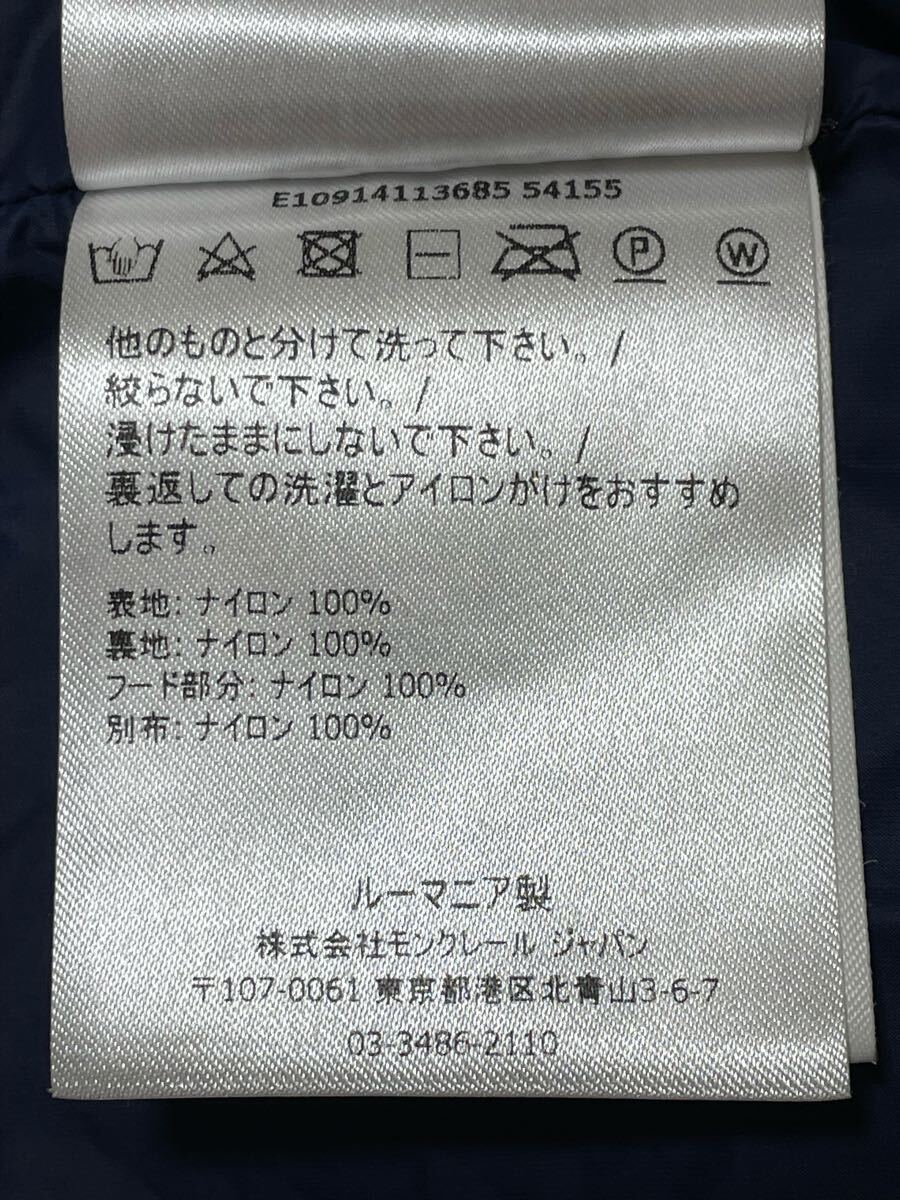 E10914113685 54155
P W
他のものと分けて洗って下さい。/
絞らないで下さい。/
浸けたままにしないで下さい。/
裏返しての洗濯とアイロンがけをおすすめ
します。
表地: ナイロン 100%
裏地: ナイロン 100%
フード部分: ナイロン 100%
別布: ナイロン 100%
ルーマニア製
株式会社モンクレール ジャパン
〒107-0061 東京都港区北青山3-6-7
03-3486-2110